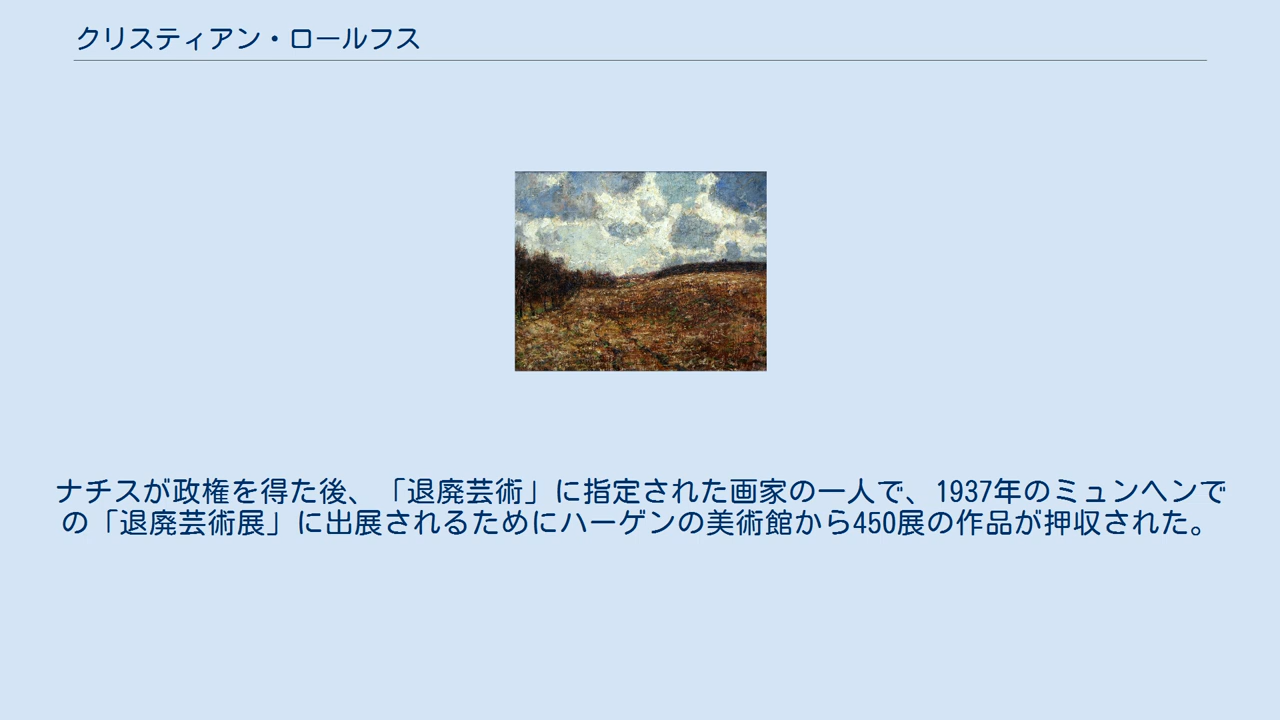 クリスティアン・ロールフス
ナチスが政権を得た後、「退廃芸術」に指定された画家の一人で、1937年のミュンヘンで
の「退廃芸術展」に出展されるためにハーゲンの美術館から450展の作品が押収された。